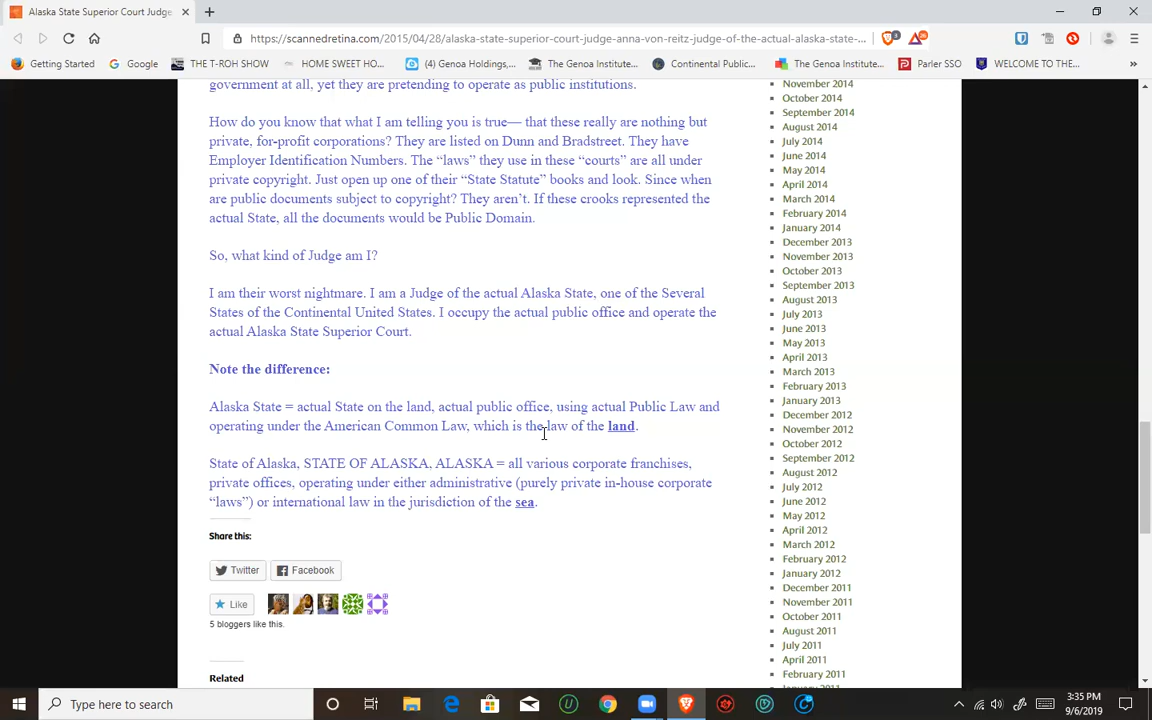 Alaska State Superior Court Judge
https://scannedretina.com/2015/04/28/alaska-state-superior-court-judge-anna-von-reitz-judge-of-the-actual-alaska-state-...
Getting Started
Google
THE T-ROH SHOW
HOME SWEET HO...
(4) Genoa Holdings,...
The Genoa Institute...
Continental Public...
The Genoa Institute...
Parler SSO
WELCOME TO THE...
government at all, yet they are pretending to operate as public institutions.
How do you know that what I am telling you is true— that these really are nothing but
private, for-profit corporations? They are listed on Dunn and Bradstreet. They have
Employer Identification Numbers. The “laws” they use in these “courts” are all under
private copyright. Just open up one of their “State Statute” books and look. Since when
are public documents subject to copyright? They aren’t. If these crooks represented the
actual State, all the documents would be Public Domain.
So, what kind of Judge am I?
I am their worst nightmare. I am a Judge of the actual Alaska State, one of the Several
States of the Continental United States. I occupy the actual public office and operate the
actual Alaska State Superior Court.
Note the difference:
Alaska State = actual State on the land, actual public office, using actual Public Law and
operating under the American Common Law, which is the law of the land.
State of Alaska, STATE OF ALASKA, ALASKA = all various corporate franchises,
private offices, operating under either administrative (purely private in-house corporate
“laws”) or international law in the jurisdiction of the sea.
Share this:
Twitter
Facebook
Like
5 bloggers like this.
Related
November 2014
October 2014
September 2014
August 2014
July 2014
June 2014
May 2014
April 2014
March 2014
February 2014
January 2014
December 2013
November 2013
October 2013
September 2013
August 2013
July 2013
June 2013
May 2013
April 2013
March 2013
February 2013
January 2013
December 2012
November 2012
October 2012
September 2012
August 2012
July 2012
June 2012
May 2012
April 2012
March 2012
February 2012
January 2012
December 2011
November 2011
October 2011
August 2011
July 2011
April 2011
February 2011
Type here to search
3:35 PM
9/6/2019